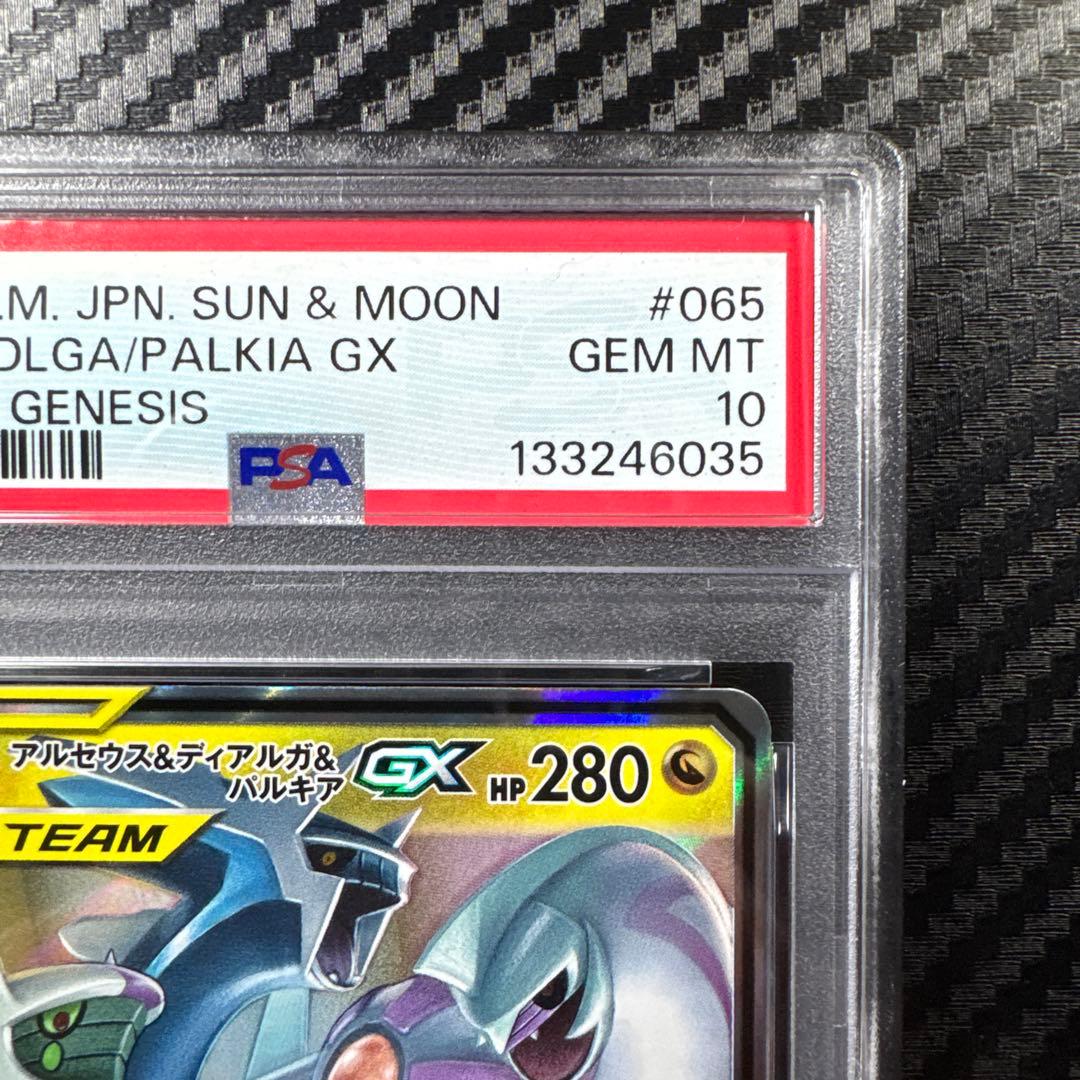 .M. JPN. SUN & MOON #065
DLGA/PALKIA GX GEM MT
GENESIS 10
PSA 133246035
アルセウス&ディアルガ&
パルキア GX HP 280
TEAM